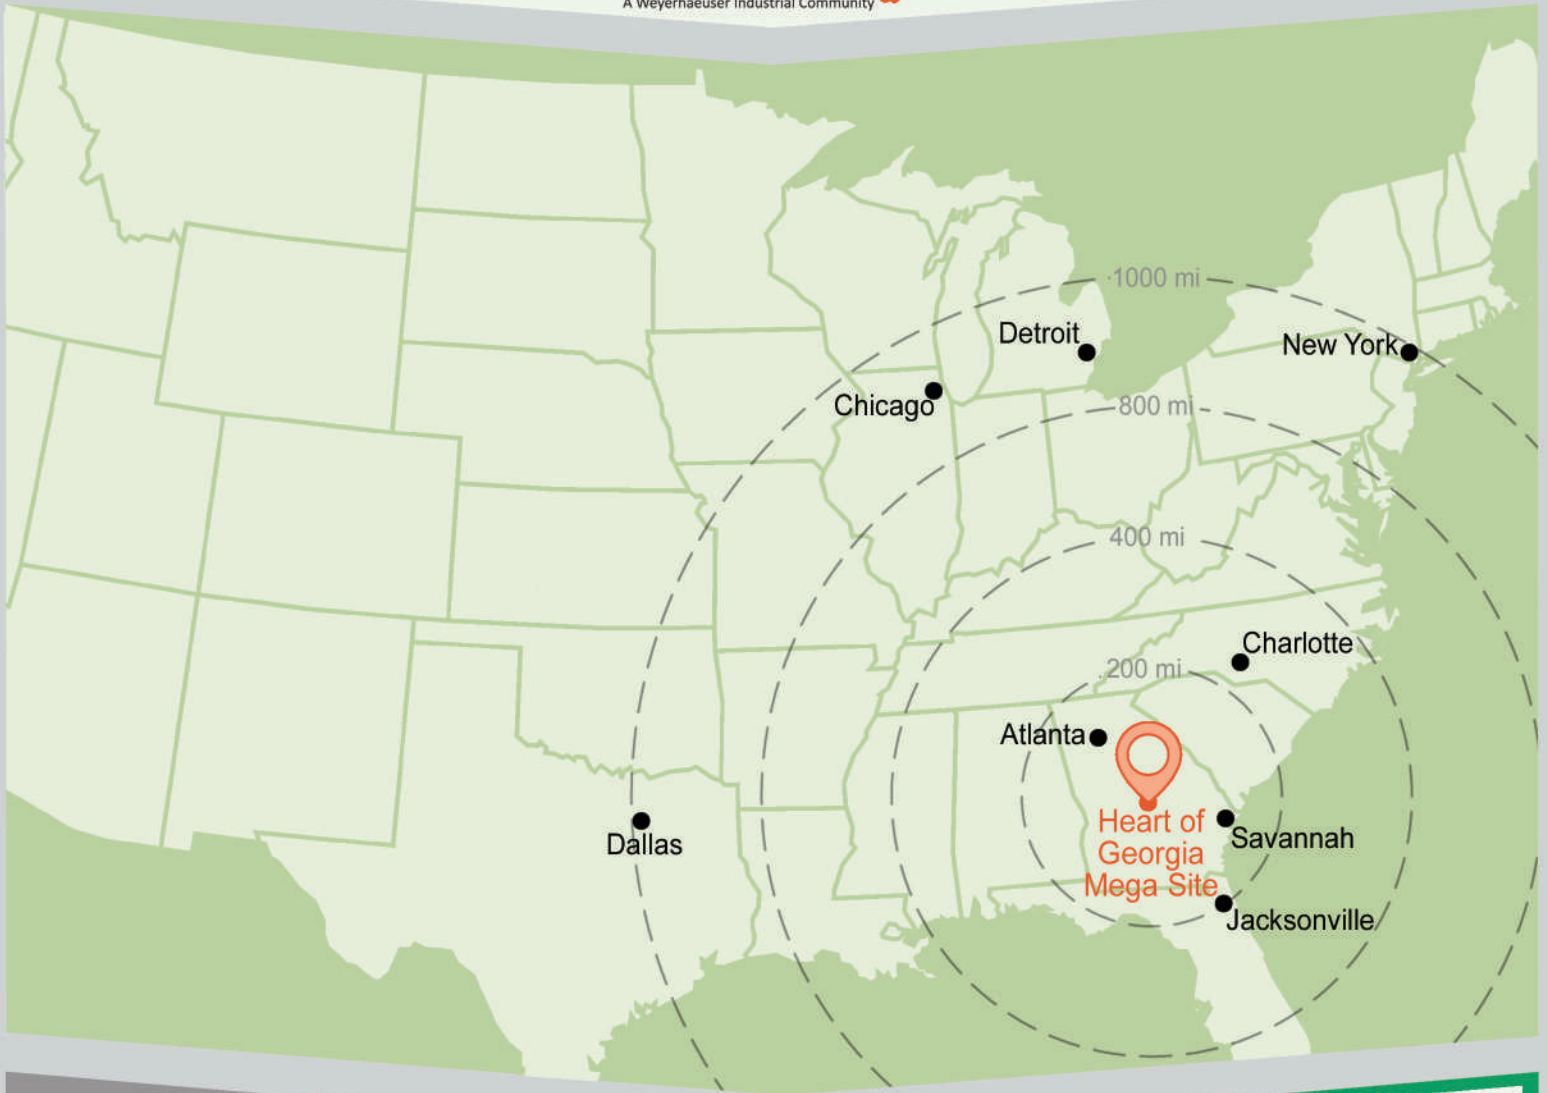 A Weyerhaeuser Industrial Community
1000 mi
Detroit
New York
Chicago
800 mi
400 mi
Charlotte
200 mi
Atlanta
Heart of
Georgia
Mega Site
Savannah
Dallas
Jacksonville